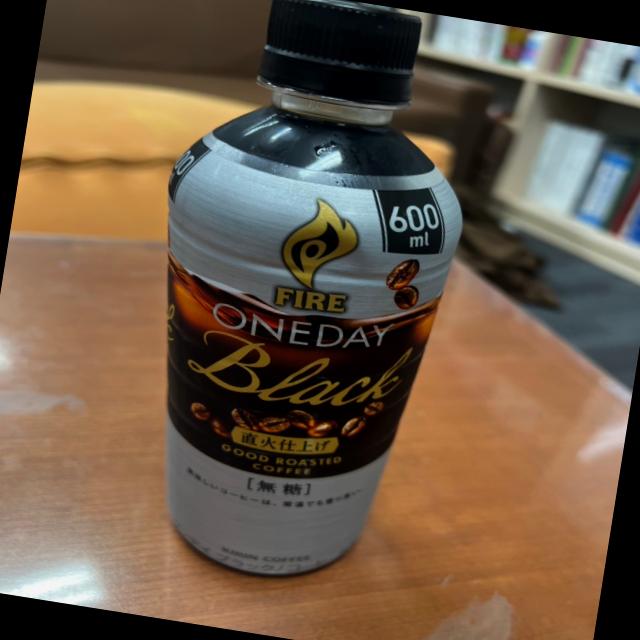 600
ml
FIRE
ONEDAY
Black
直火仕上げ
GOOD ROASTED
COFFEE
[無糖]
KIRIN COFFEE